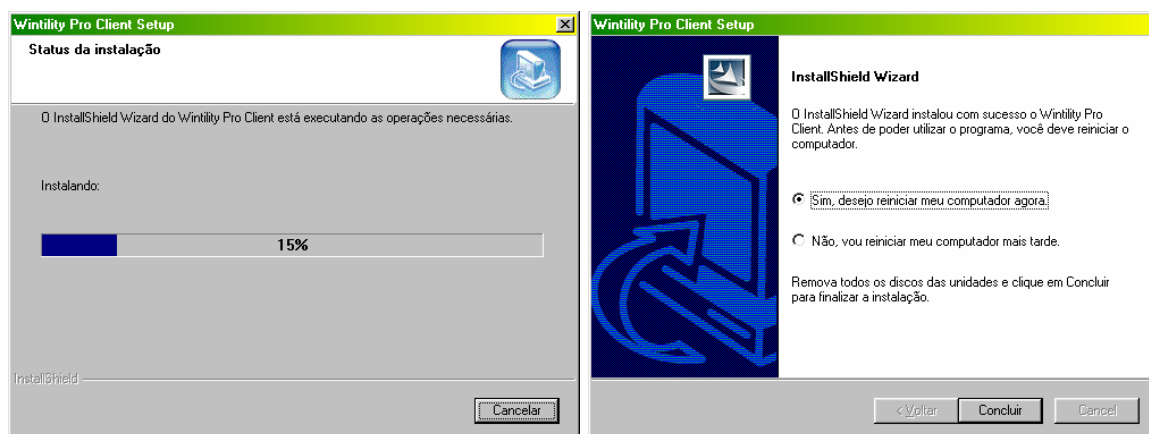 Wintility Pro Client Setup
Status da instalação
O InstallShield Wizard do Wintility Pro Client está executando as operações necessárias.
Instalando:
15%
InstallShield
Cancelar
Wintility Pro Client Setup
InstallShield Wizard
O InstallShield Wizard instalou com sucesso o Wintility Pro
Client. Antes de poder utilizar o programa, você deve reiniciar o
computador.
Sim, desejo reiniciar meu computador agora.
Não, vou reiniciar meu computador mais tarde.
Remova todos os discos das unidades e clique em Concluir
para finalizar a instalação.
< Voltar
Concluir
Cancel